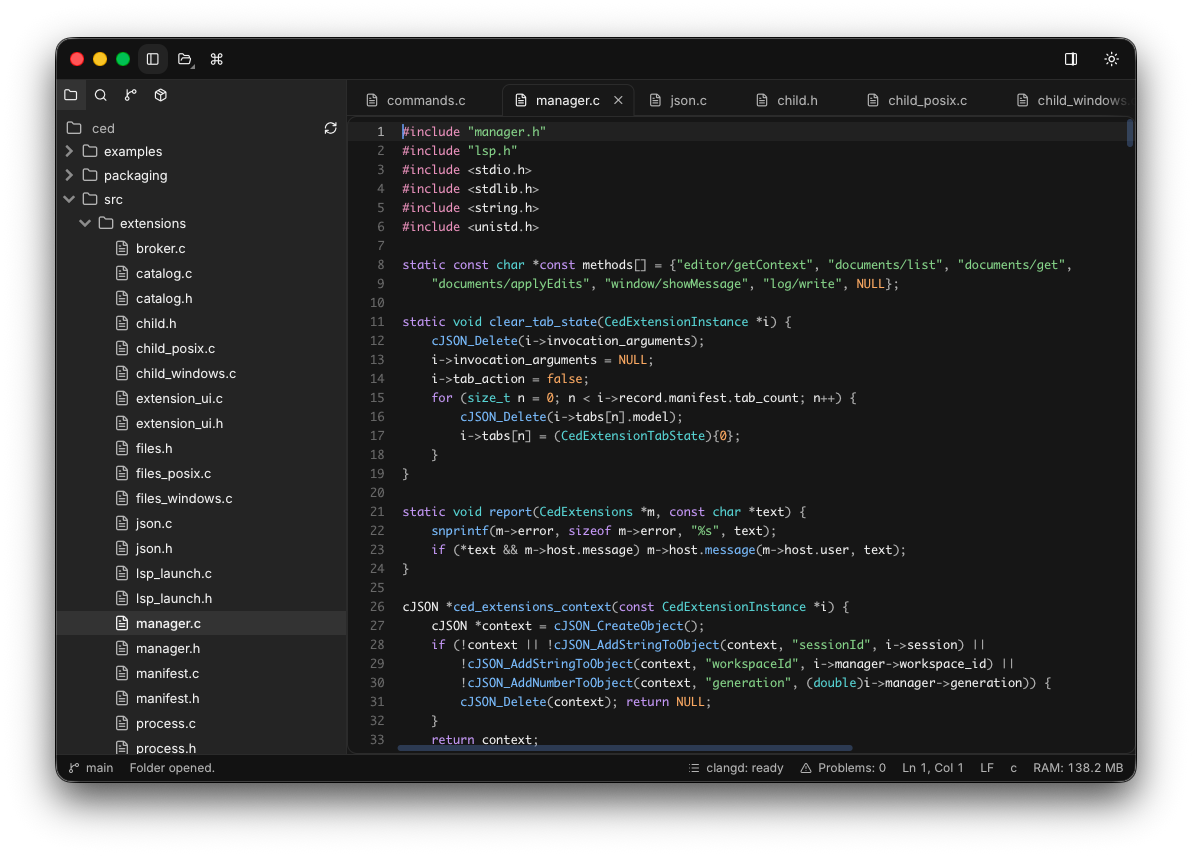 commands.c
manager.c
json.c
child.h
child_posix.c
child_windows.
ced
examples
packaging
src
extensions
broker.c
catalog.c
catalog.h
child.h
child_posix.c
child_windows.c
extension_ui.c
extension_ui.h
files.h
files_posix.c
files_windows.c
json.c
json.h
lsp_launch.c
lsp_launch.h
manager.c
manager.h
manifest.c
manifest.h
process.c
process.h
1 #include "manager.h"
2 #include "lsp.h"
3 #include <stdio.h>
4 #include <stdlib.h>
5 #include <string.h>
6 #include <unistd.h>
7
8 static const char *const methods[] = {"editor/getContext", "documents/list", "documents/get",
9     "documents/applyEdits", "window/showMessage", "log/write", NULL};
10
11 static void clear_tab_state(CedExtensionInstance *i) {
12     cJSON_Delete(i->invocation_arguments);
13     i->invocation_arguments = NULL;
14     i->tab_action = false;
15     for (size_t n = 0; n < i->record.manifest.tab_count; n++) {
16         cJSON_Delete(i->tabs[n].model);
17         i->tabs[n] = (CedExtensionTabState){0};
18     }
19 }
20
21 static void report(CedExtensions *m, const char *text) {
22     snprintf(m->error, sizeof m->error, "%s", text);
23     if (*text && m->host.message) m->host.message(m->host.user, text);
24 }
25
26 cJSON *ced_extensions_context(const CedExtensionInstance *i) {
27     cJSON *context = cJSON_CreateObject();
28     if (!context || !cJSON_AddStringToObject(context, "sessionId", i->session) ||
29         !cJSON_AddStringToObject(context, "workspaceId", i->manager->workspace_id) ||
30         !cJSON_AddNumberToObject(context, "generation", (double)i->manager->generation)) {
31         cJSON_Delete(context); return NULL;
32     }
33     return context;
main
Folder opened.
clangd: ready
Problems: 0
Ln 1, Col 1
LF
c
RAM: 138.2 MB